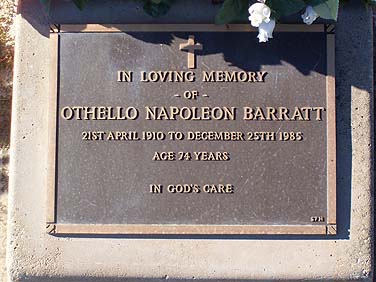 IN LOVING MEMORY
- OF -
OTHELLO NAPOLEON BARRATT
21ST APRIL 1910 TO DECEMBER 25TH 1985
AGE 74 YEARS
IN GOD'S CARE